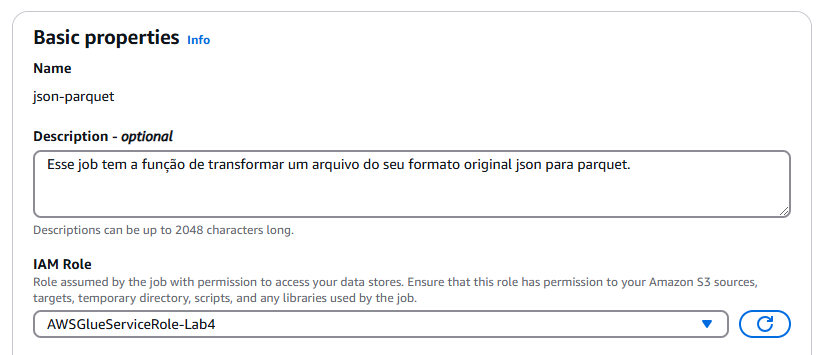 Basic properties Info
Name
json-parquet
Description - optional
Esse job tem a função de transformar um arquivo do seu formato original json para parquet.
Descriptions can be up to 2048 characters long.
IAM Role
Role assumed by the job with permission to access your data stores. Ensure that this role has permission to your Amazon S3 sources,
targets, temporary directory, scripts, and any libraries used by the job.
AWSGlueServiceRole-Lab4